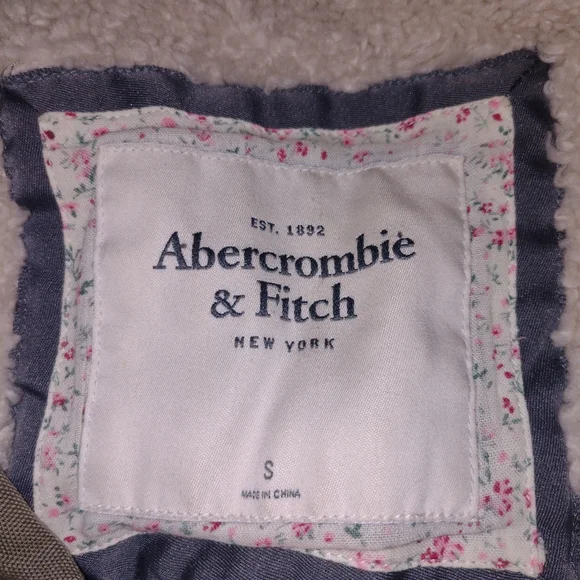 EST. 1892
Abercrombie
& Fitch
NEW YORK
S
MADE IN CHINA